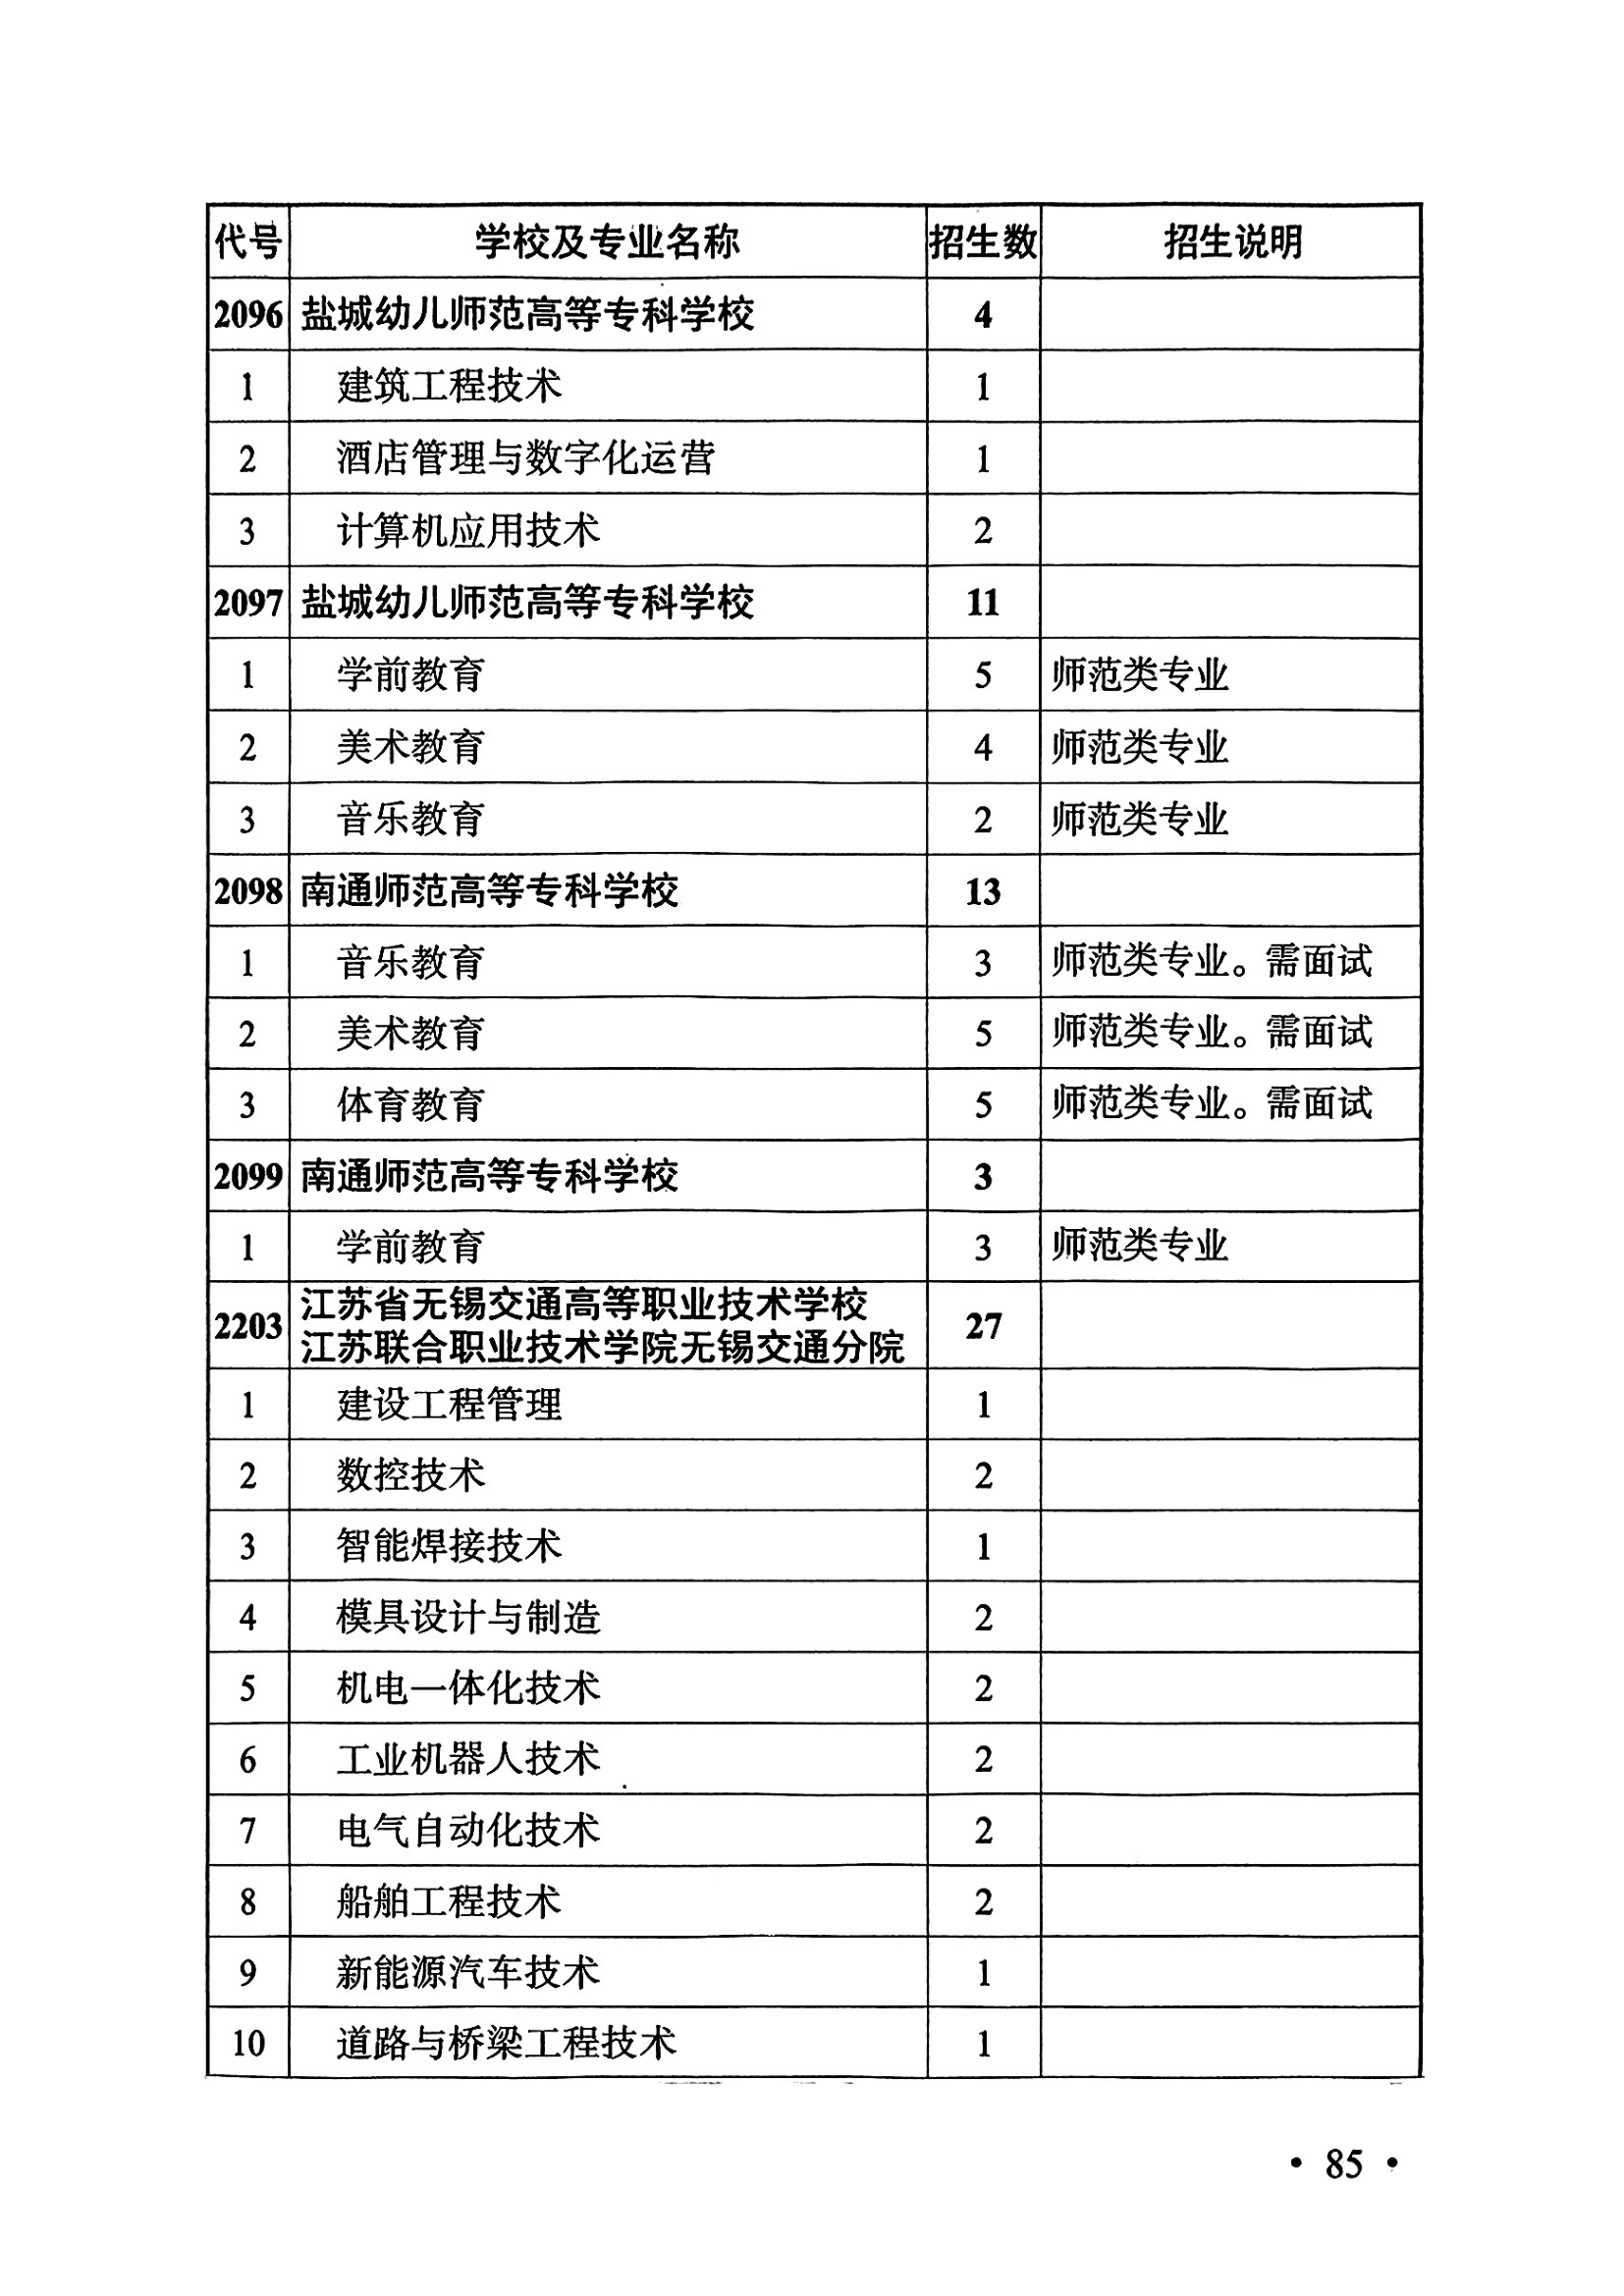 代号 学校及专业名称 招生数 招生说明
2096 盐城幼儿师范高等专科学校 4
1 建筑工程技术 1
2 酒店管理与数字化运营 1
3 计算机应用技术 2
2097 盐城幼儿师范高等专科学校 11
1 学前教育 5 师范类专业
2 美术教育 4 师范类专业
3 音乐教育 2 师范类专业
2098 南通师范高等专科学校 13
1 音乐教育 3 师范类专业。需面试
2 美术教育 5 师范类专业。需面试
3 体育教育 5 师范类专业。需面试
2099 南通师范高等专科学校 3
1 学前教育 3 师范类专业
2203 江苏省无锡交通高等职业技术学校 27
江苏联合职业技术学院无锡交通分院
1 建设工程管理 1
2 数控技术 2
3 智能焊接技术 1
4 模具设计与制造 2
5 机电一体化技术 2
6 工业机器人技术 2
7 电气自动化技术 2
8 船舶工程技术 2
9 新能源汽车技术 1
10 道路与桥梁工程技术 1
• 85 •